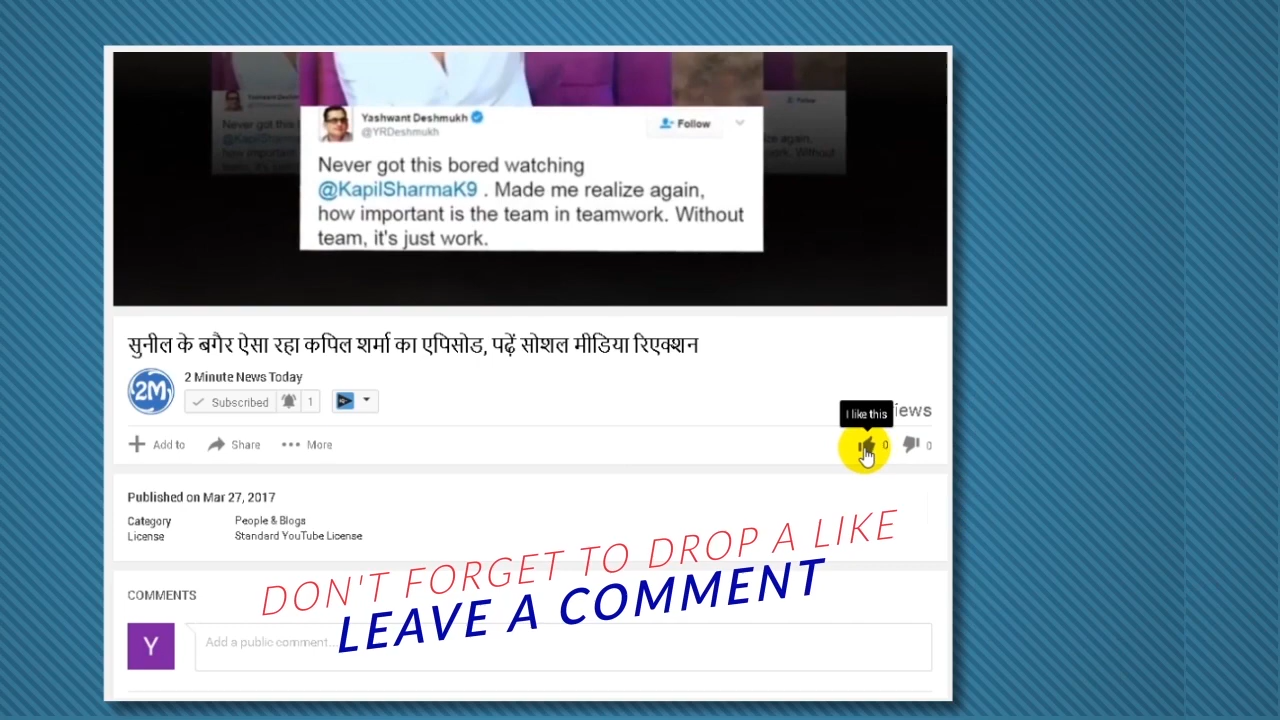 Yashwant Deshmukh
@YRDeshmukh
Follow
Never got this bored watching
@KapilSharmaK9 . Made me realize again,
how important is the team in teamwork. Without
team, it's just work.
सुनील के बगैर ऐसा रहा कपिल शर्मा का एपिसोड, पढ़ें सोशल मीडिया रिएक्शन
2M
2 Minute News Today
Subscribed 1
I like this
iews
Add to Share More 0 0
Published on Mar 27, 2017
Category People & Blogs
License Standard YouTube License
DON'T FORGET TO DROP A LIKE
LEAVE A COMMENT
COMMENTS
Y
Add a public comment...